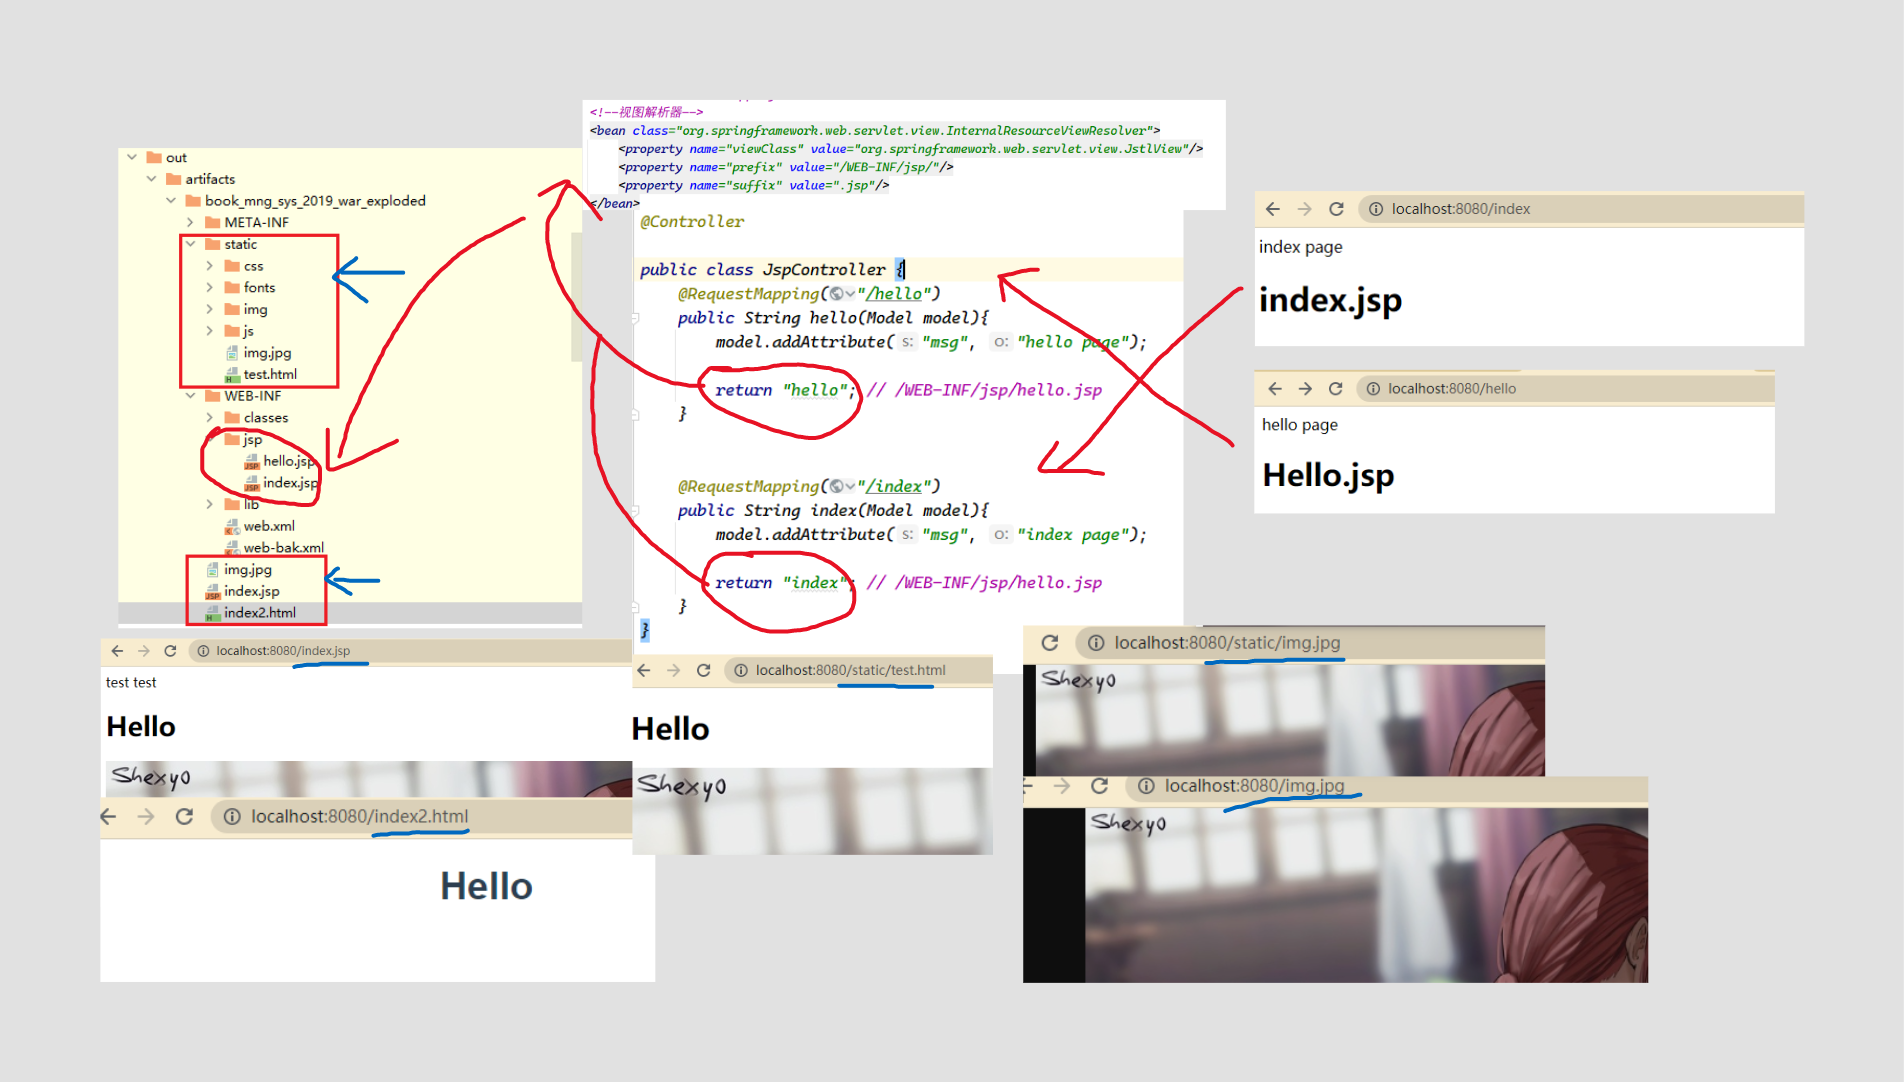 out
artifacts
book_mng_sys_2019_war_exploded
META-INF
static
css
fonts
img
js
img.jpg
test.html
WEB-INF
classes
jsp
hello.jsp
index.jsp
lib
web.xml
web-bak.xml
img.jpg
index.jsp
index2.html
<!--视图解析器-->
<bean class="org.springframework.web.servlet.view.InternalResourceViewResolver">
<property name="viewClass" value="org.springframework.web.servlet.view.JstlView"/>
<property name="prefix" value="/WEB-INF/jsp/"/>
<property name="suffix" value=".jsp"/>
</bean>
@Controller
public class JspController {
@RequestMapping("/hello")
public String hello(Model model){
model.addAttribute( s: "msg", o: "hello page");
return "hello"; // /WEB-INF/jsp/hello.jsp
}
@RequestMapping("/index")
public String index(Model model){
model.addAttribute( s: "msg", o: "index page");
return "index"; // /WEB-INF/jsp/hello.jsp
}
}
localhost:8080/index
index page
index.jsp
localhost:8080/hello
hello page
Hello.jsp
localhost:8080/index.jsp
test test
Hello
Shexyo
localhost:8080/index2.html
Hello
localhost:8080/static/test.html
Hello
Shexyo
localhost:8080/static/img.jpg
Shexyo
localhost:8080/img.jpg
Shexyo